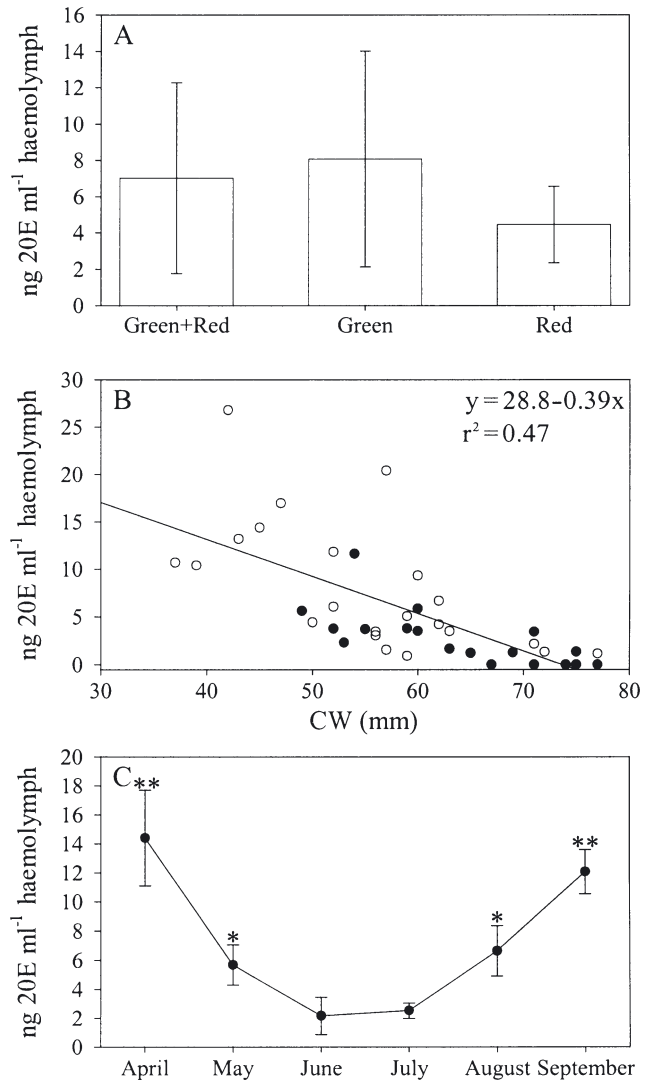 16
A
14
12
10
8
6
4
2
0
ng 20E ml⁻¹ haemolymph
Green+Red Green Red
30
B
y = 28.8-0.39x
r² = 0.47
25
20
15
10
5
0
ng 20E ml⁻¹ haemolymph
30 40 50 60 70 80
CW (mm)
20
C
18
16
14
12
10
8
6
4
2
0
ng 20E ml⁻¹ haemolymph
** * * **
April May June July August September